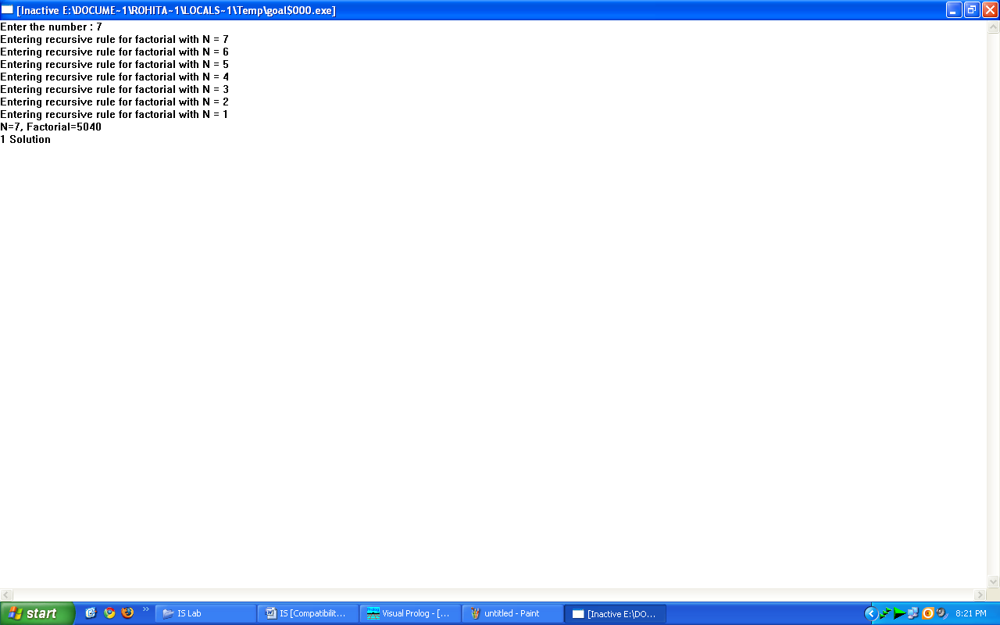 [Inactive E:\DOCUME~1\ROHITA~1\LOCALS~1\Temp\goal$000.exe]
Enter the number : 7
Entering recursive rule for factorial with N = 7
Entering recursive rule for factorial with N = 6
Entering recursive rule for factorial with N = 5
Entering recursive rule for factorial with N = 4
Entering recursive rule for factorial with N = 3
Entering recursive rule for factorial with N = 2
Entering recursive rule for factorial with N = 1
N=7, Factorial=5040
1 Solution
start IS Lab IS [Compatibilit... Visual Prolog - [... untitled - Paint [Inactive E:\DO... 8:21 PM